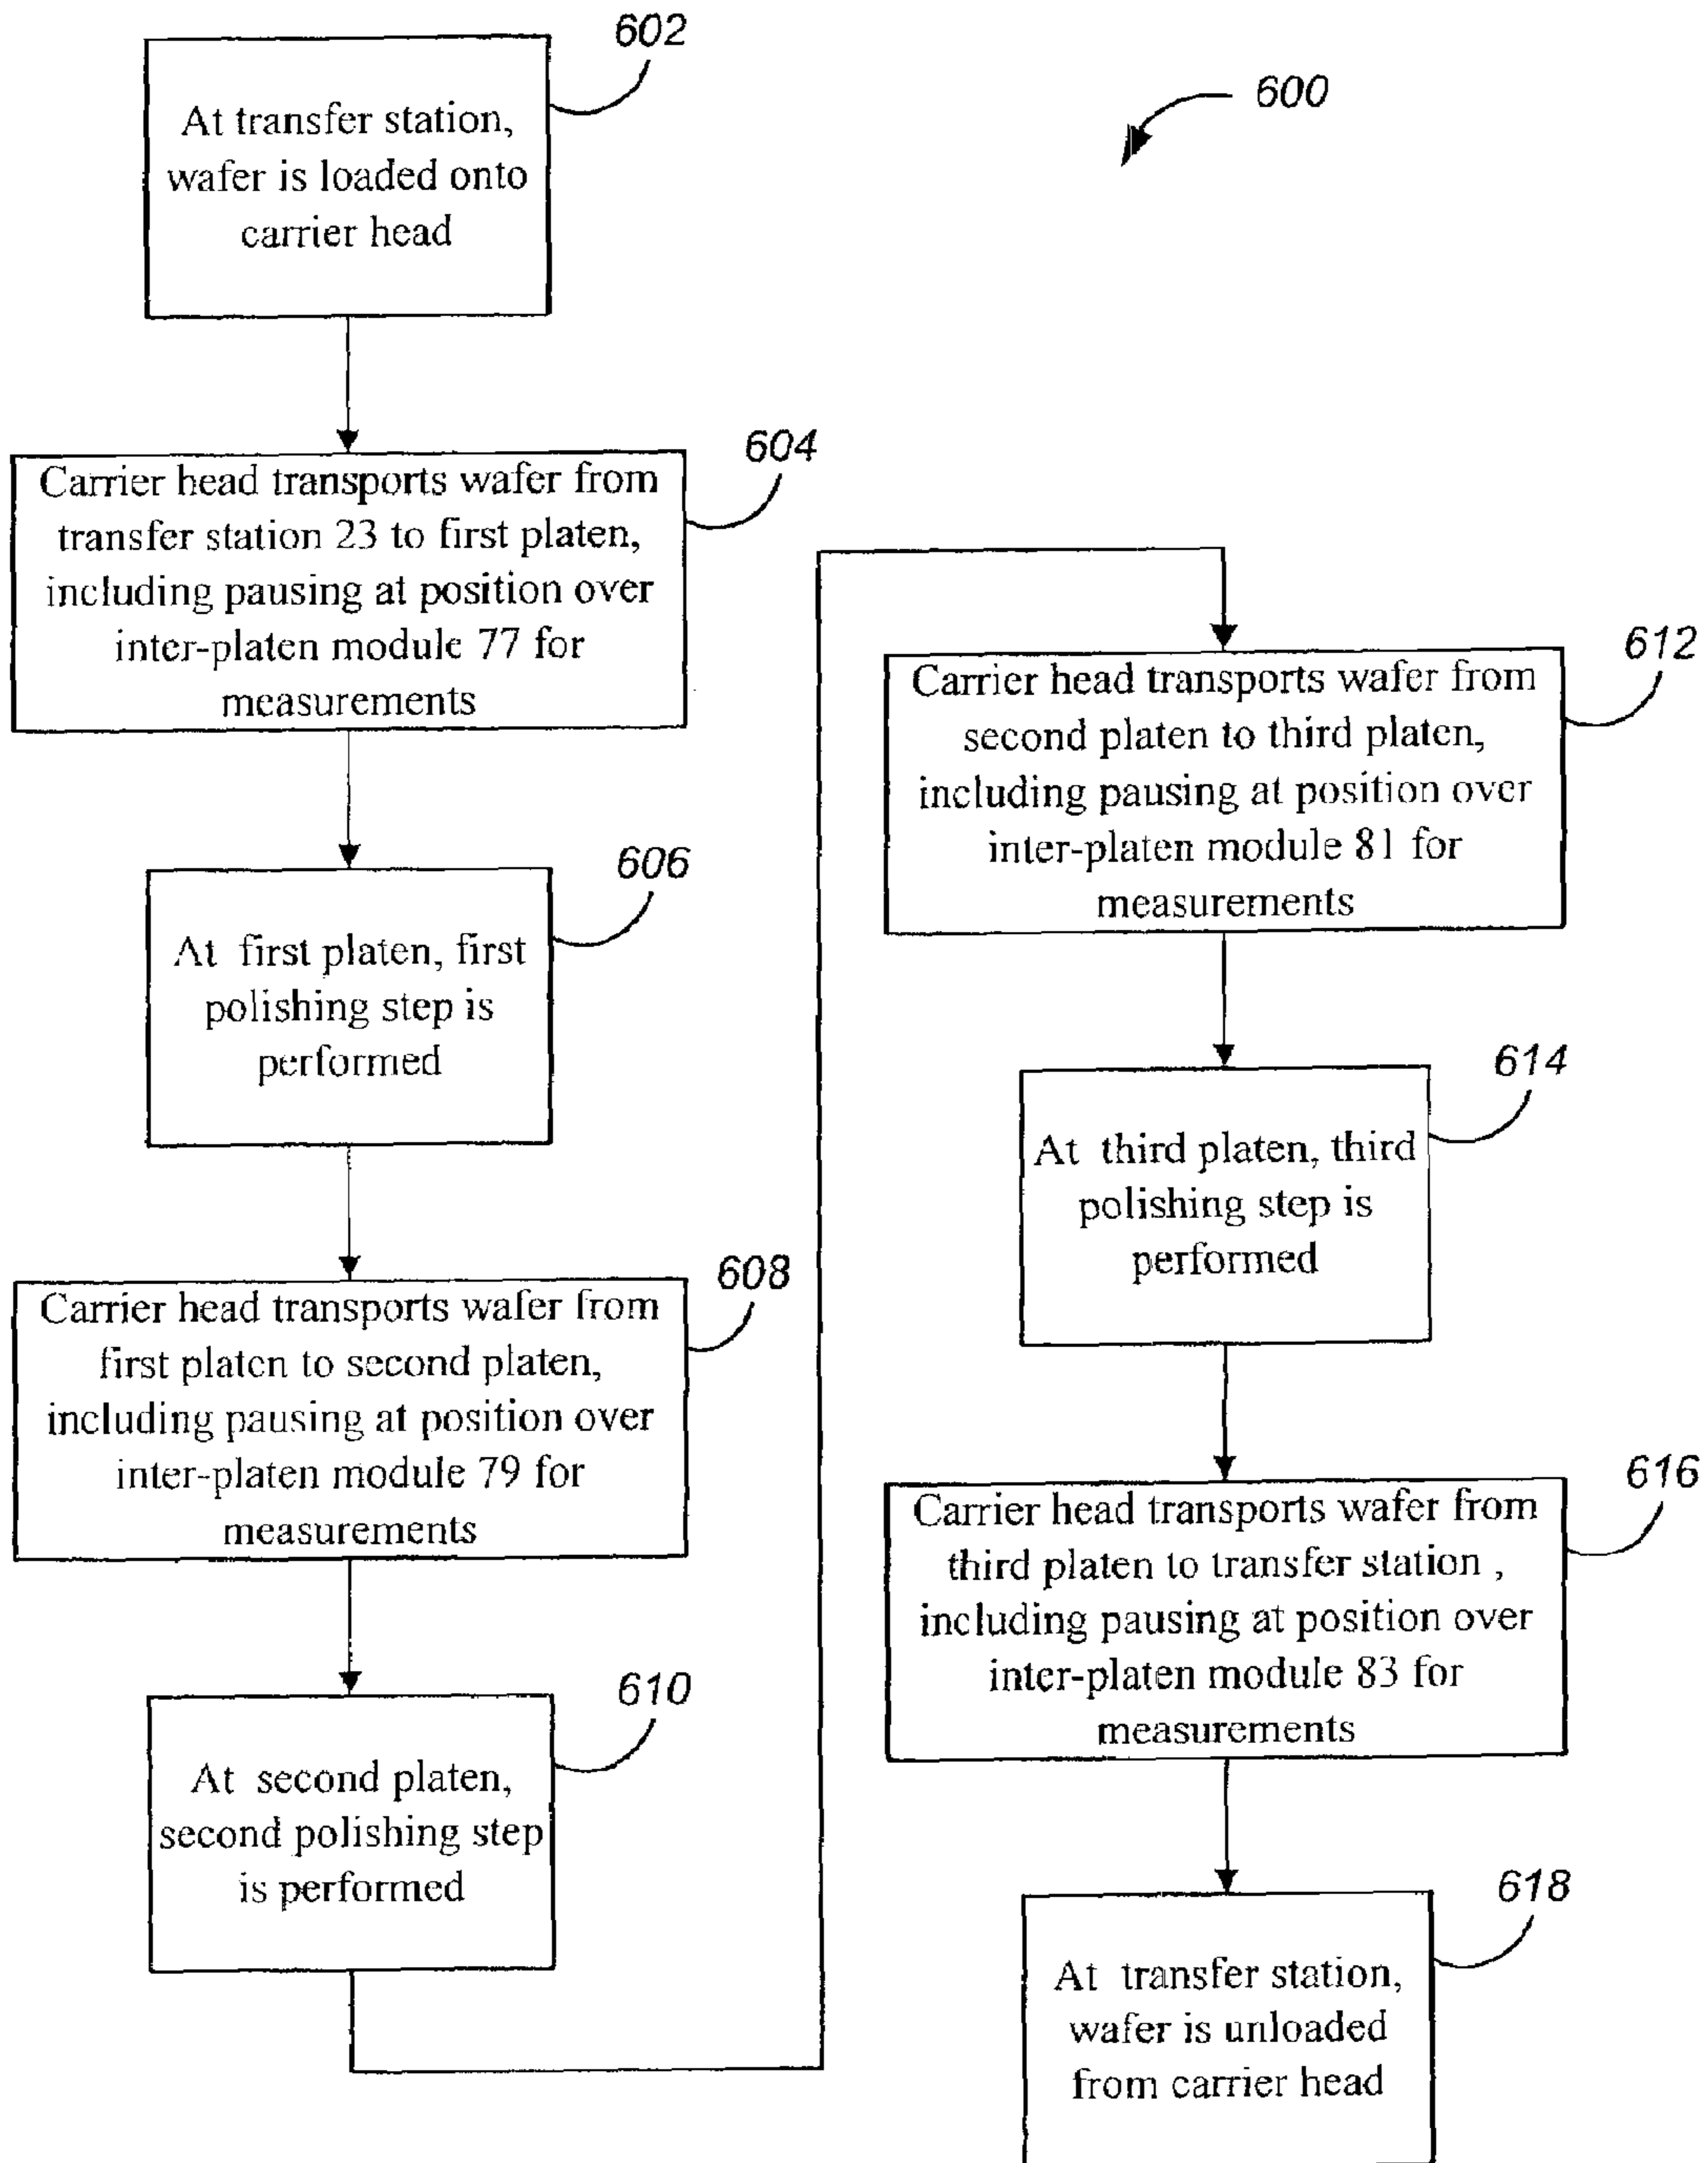 602
At transfer station,
wafer is loaded onto
carrier head
600
604
Carrier head transports wafer from
transfer station 23 to first platen,
including pausing at position over
inter-platen module 77 for
measurements
606
At first platen, first
polishing step is
performed
608
Carrier head transports wafer from
first platen to second platen,
including pausing at position over
inter-platen module 79 for
measurements
610
At second platen,
second polishing step
is performed
612
Carrier head transports wafer from
second platen to third platen,
including pausing at position over
inter-platen module 81 for
measurements
614
At third platen, third
polishing step is
performed
616
Carrier head transports wafer from
third platen to transfer station ,
including pausing at position over
inter-platen module 83 for
measurements
618
At transfer station,
wafer is unloaded
from carrier head